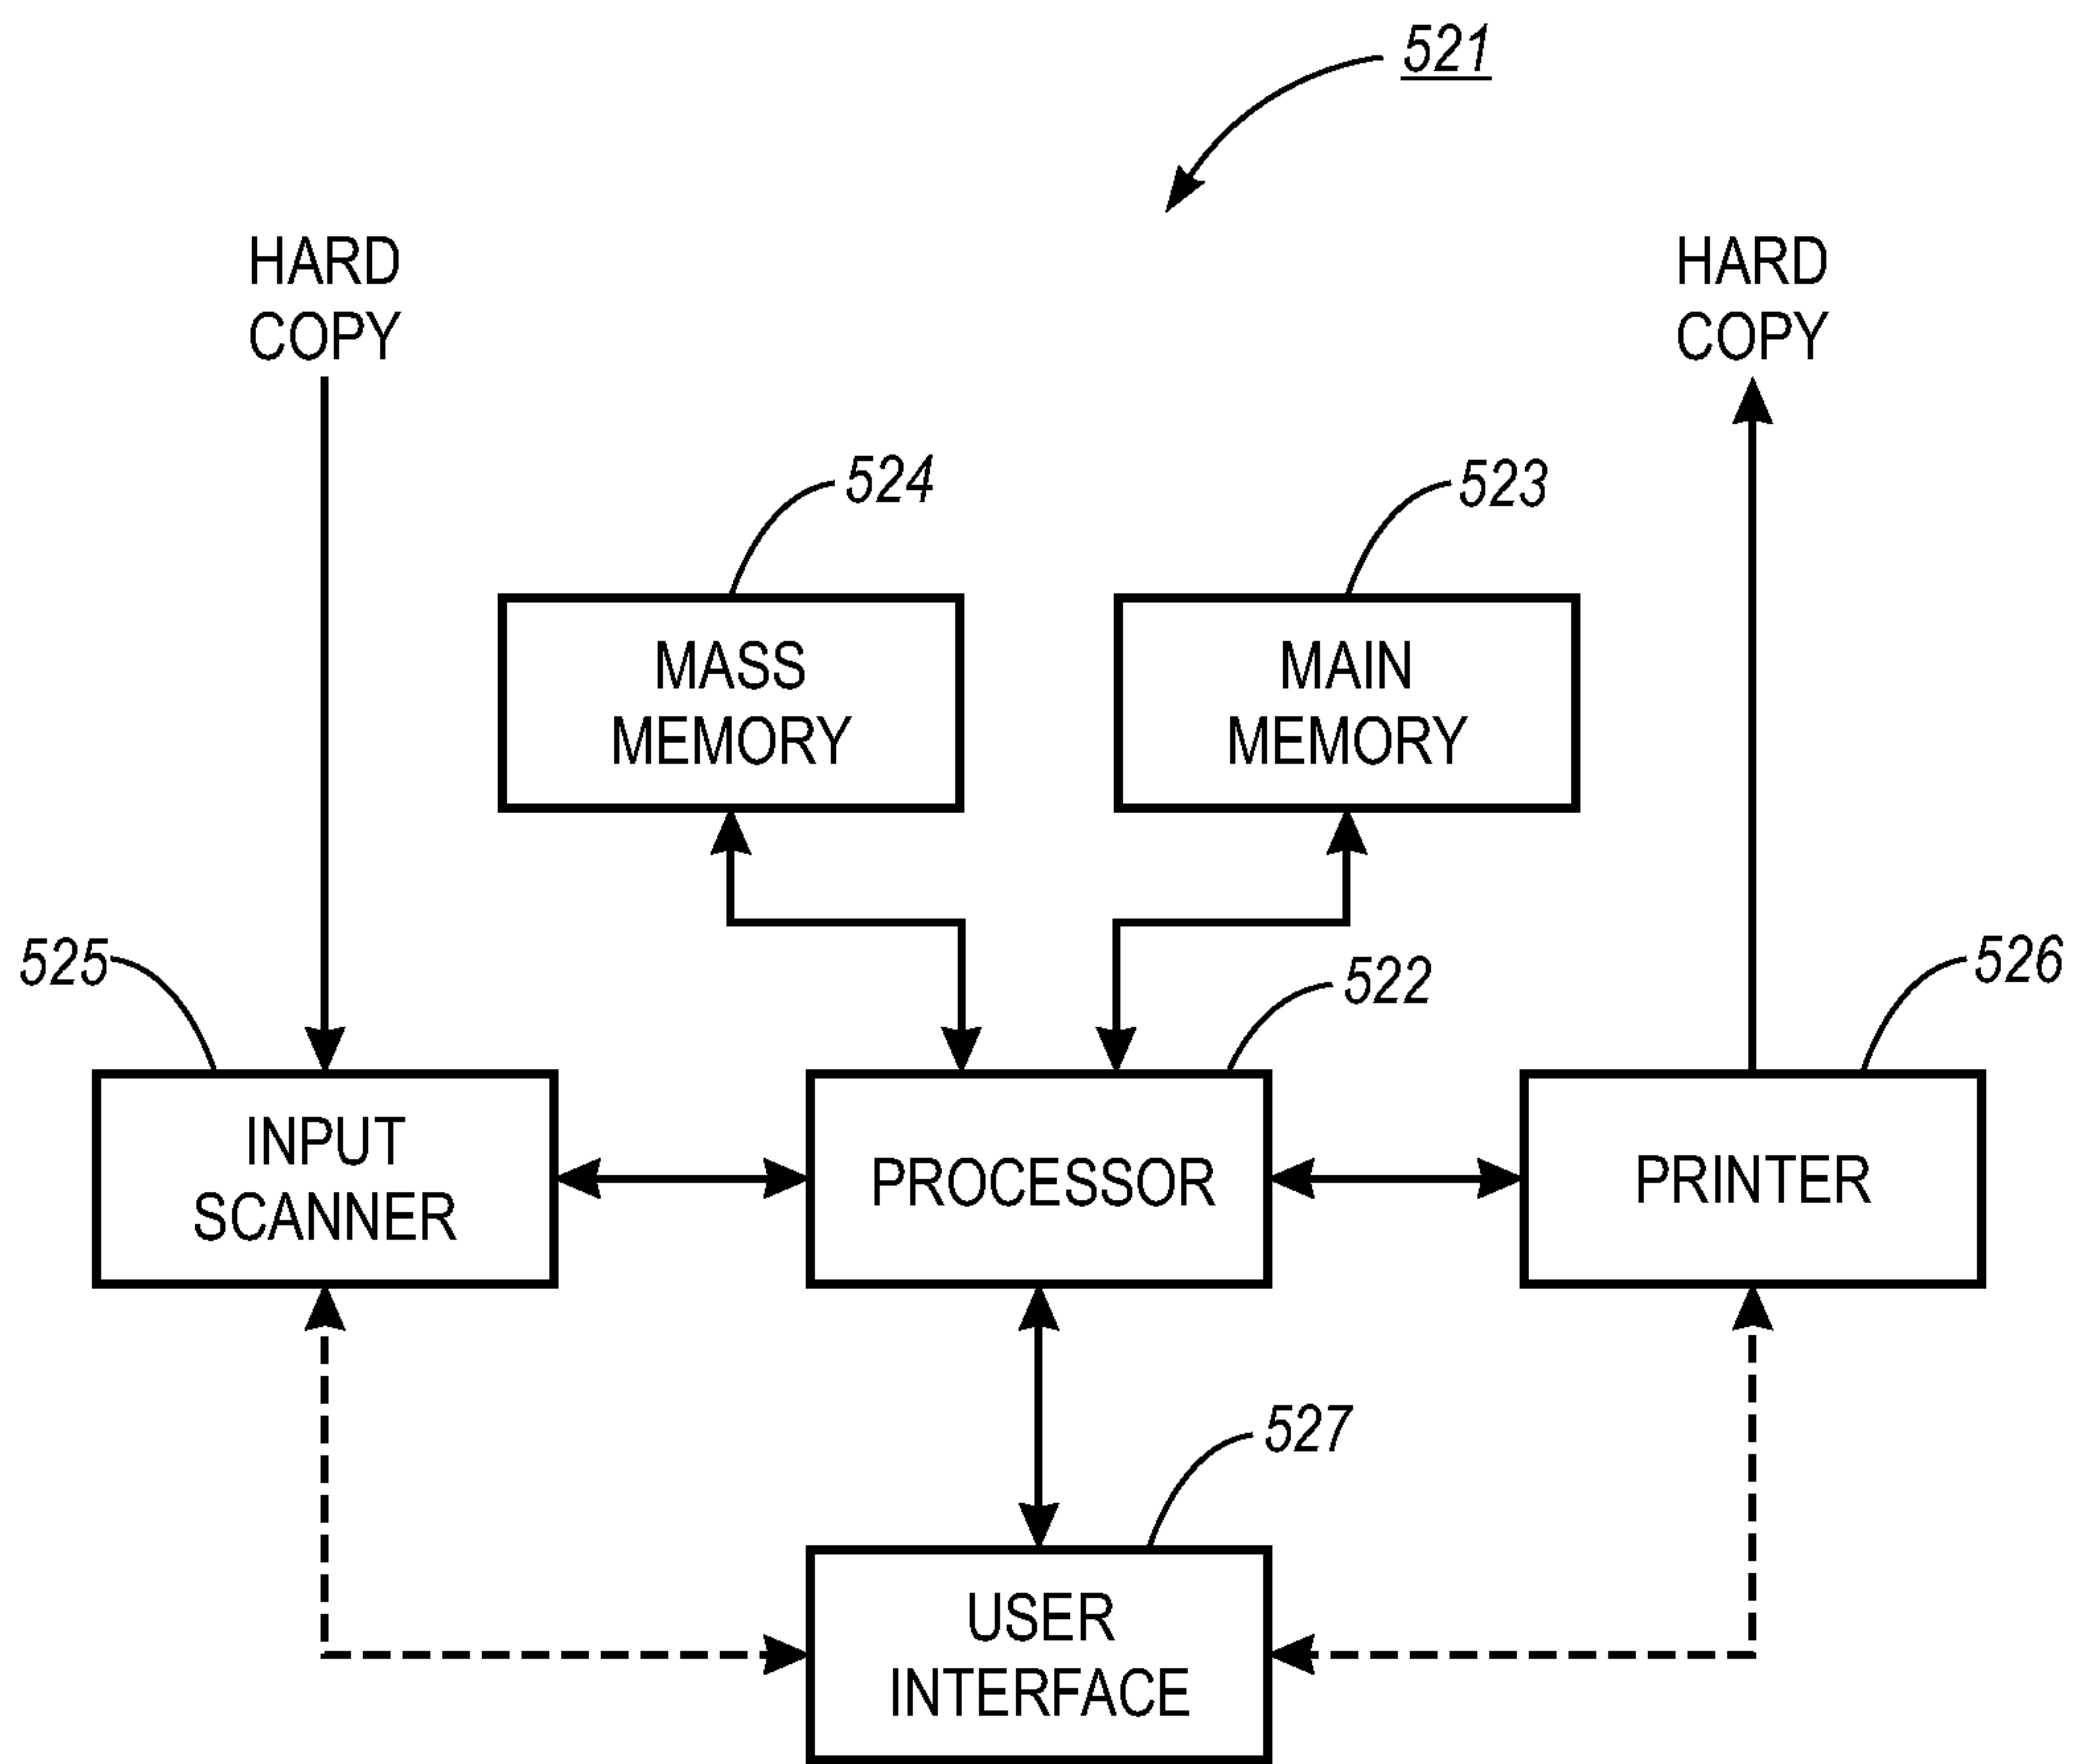 521
HARD
COPY
HARD
COPY
524
523
MASS
MEMORY
MAIN
MEMORY
525
522
526
INPUT
SCANNER
PROCESSOR
PRINTER
527
USER
INTERFACE